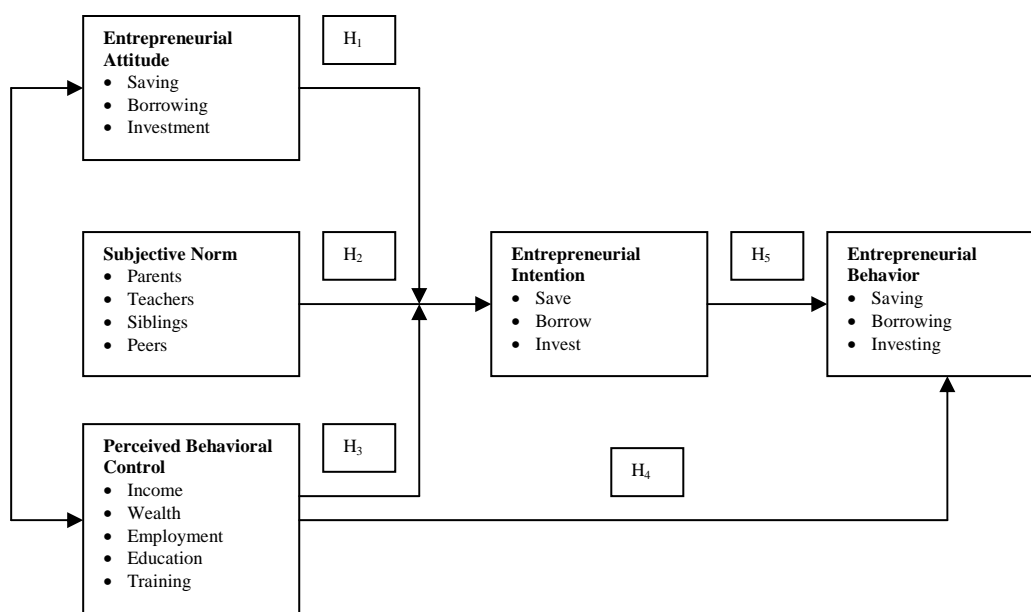 Entrepreneurial
Attitude
• Saving
• Borrowing
• Investment
H₁
Subjective Norm
• Parents
• Teachers
• Siblings
• Peers
H₂
Entrepreneurial
Intention
• Save
• Borrow
• Invest
H₅
Entrepreneurial
Behavior
• Saving
• Borrowing
• Investing
Perceived Behavioral
Control
• Income
• Wealth
• Employment
• Education
• Training
H₃
H₄